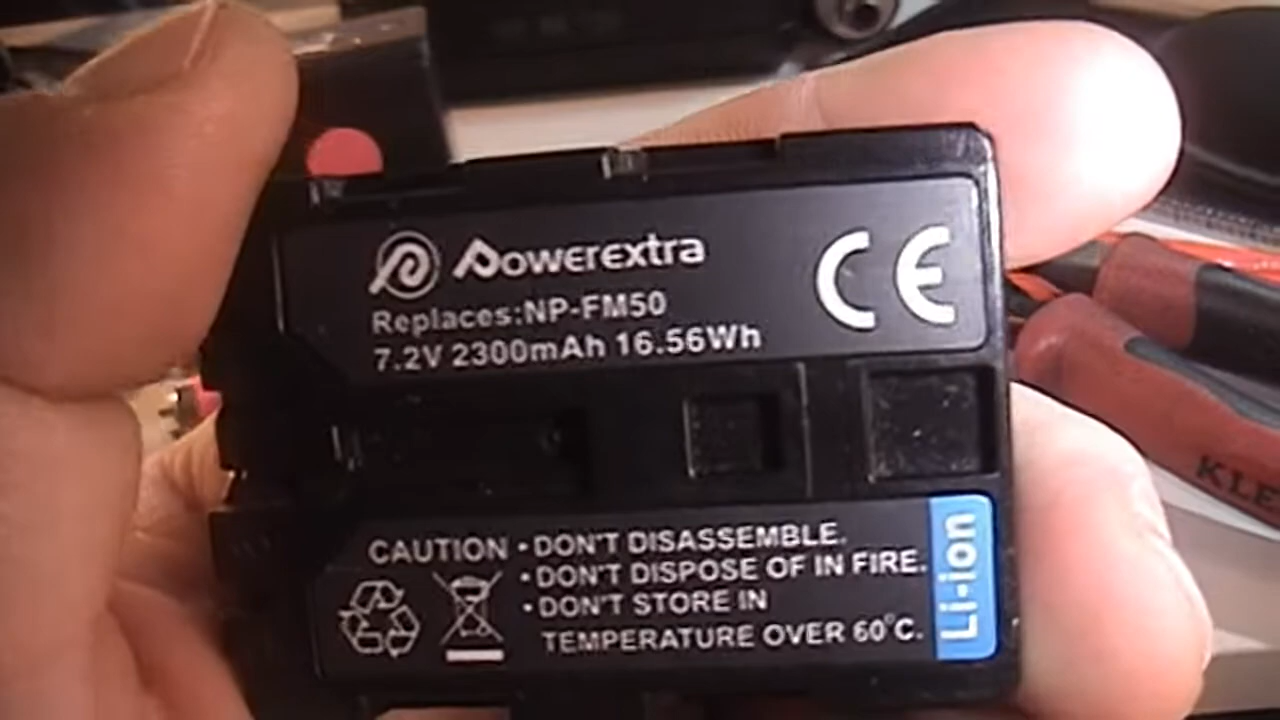 Powerextra
Replaces:NP-FM50
7.2V 2300mAh 16.56Wh
CE
CAUTION • DON'T DISASSEMBLE.
• DON'T DISPOSE OF IN FIRE.
• DON'T STORE IN
TEMPERATURE OVER 60°C.
Li-ion